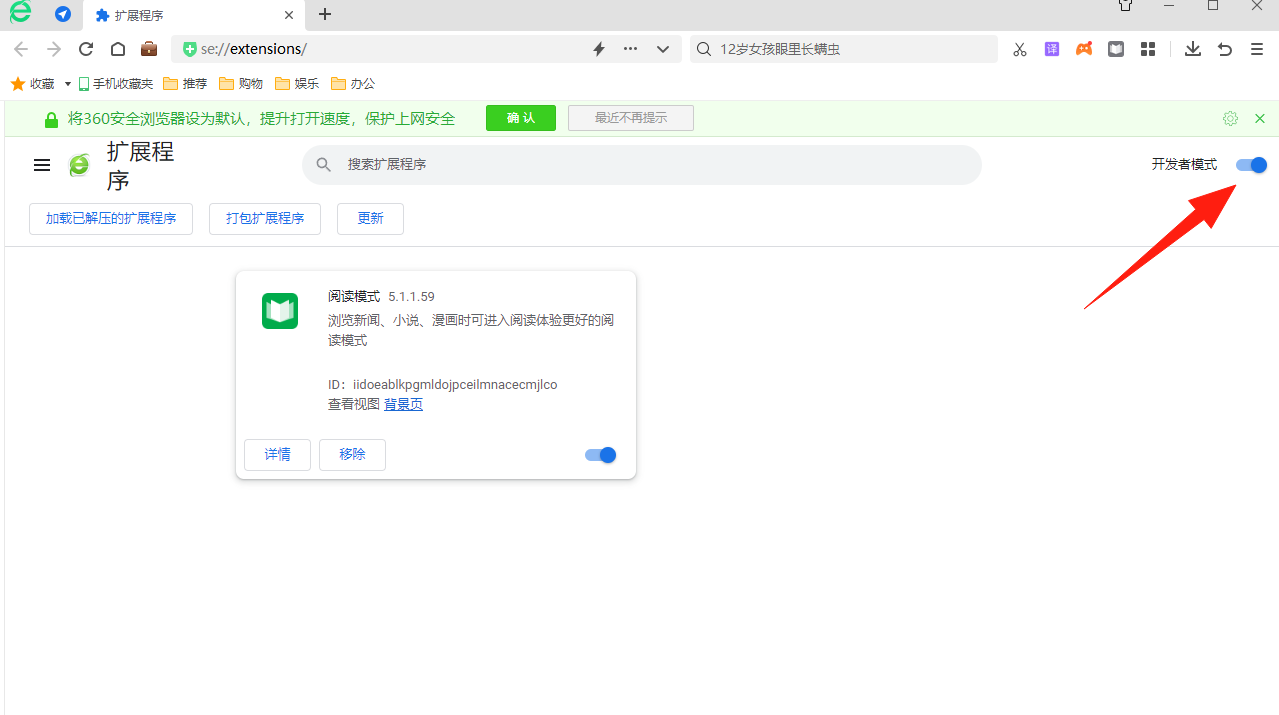 扩展程序
se://extensions/
12岁女孩眼里长螨虫
译
收藏
手机收藏夹
推荐
购物
娱乐
办公
将360安全浏览器设为默认，提升打开速度，保护上网安全
确 认
最近不再提示
扩展程
序
搜索扩展程序
开发者模式
加载已解压的扩展程序
打包扩展程序
更新
阅读模式 5.1.1.59
浏览新闻、小说、漫画时可进入阅读体验更好的阅
读模式
ID：iidoeablkpgmldojpceilmnacecmjlco
查看视图 背景页
详情
移除